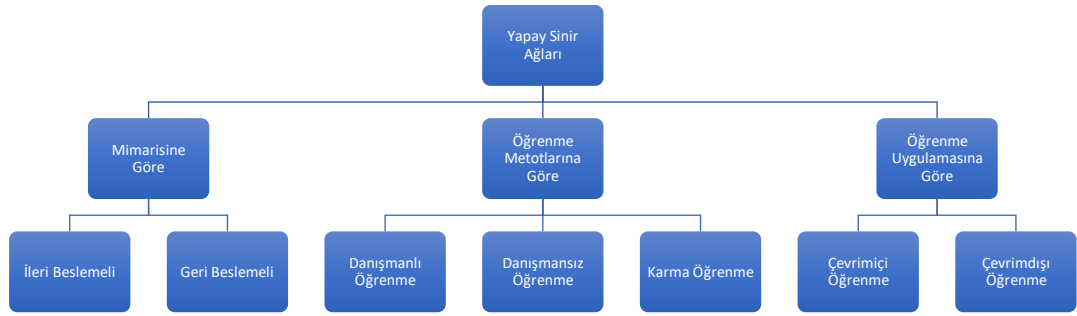 Yapay Sinir
Ağları
Mimarisine
Göre
Öğrenme
Metotlarına
Göre
Öğrenme
Uygulamasına
Göre
İleri Beslemeli
Geri Beslemeli
Danışmanlı
Öğrenme
Danışmansız
Öğrenme
Karma Öğrenme
Çevrimiçi
Öğrenme
Çevrimdışı
Öğrenme